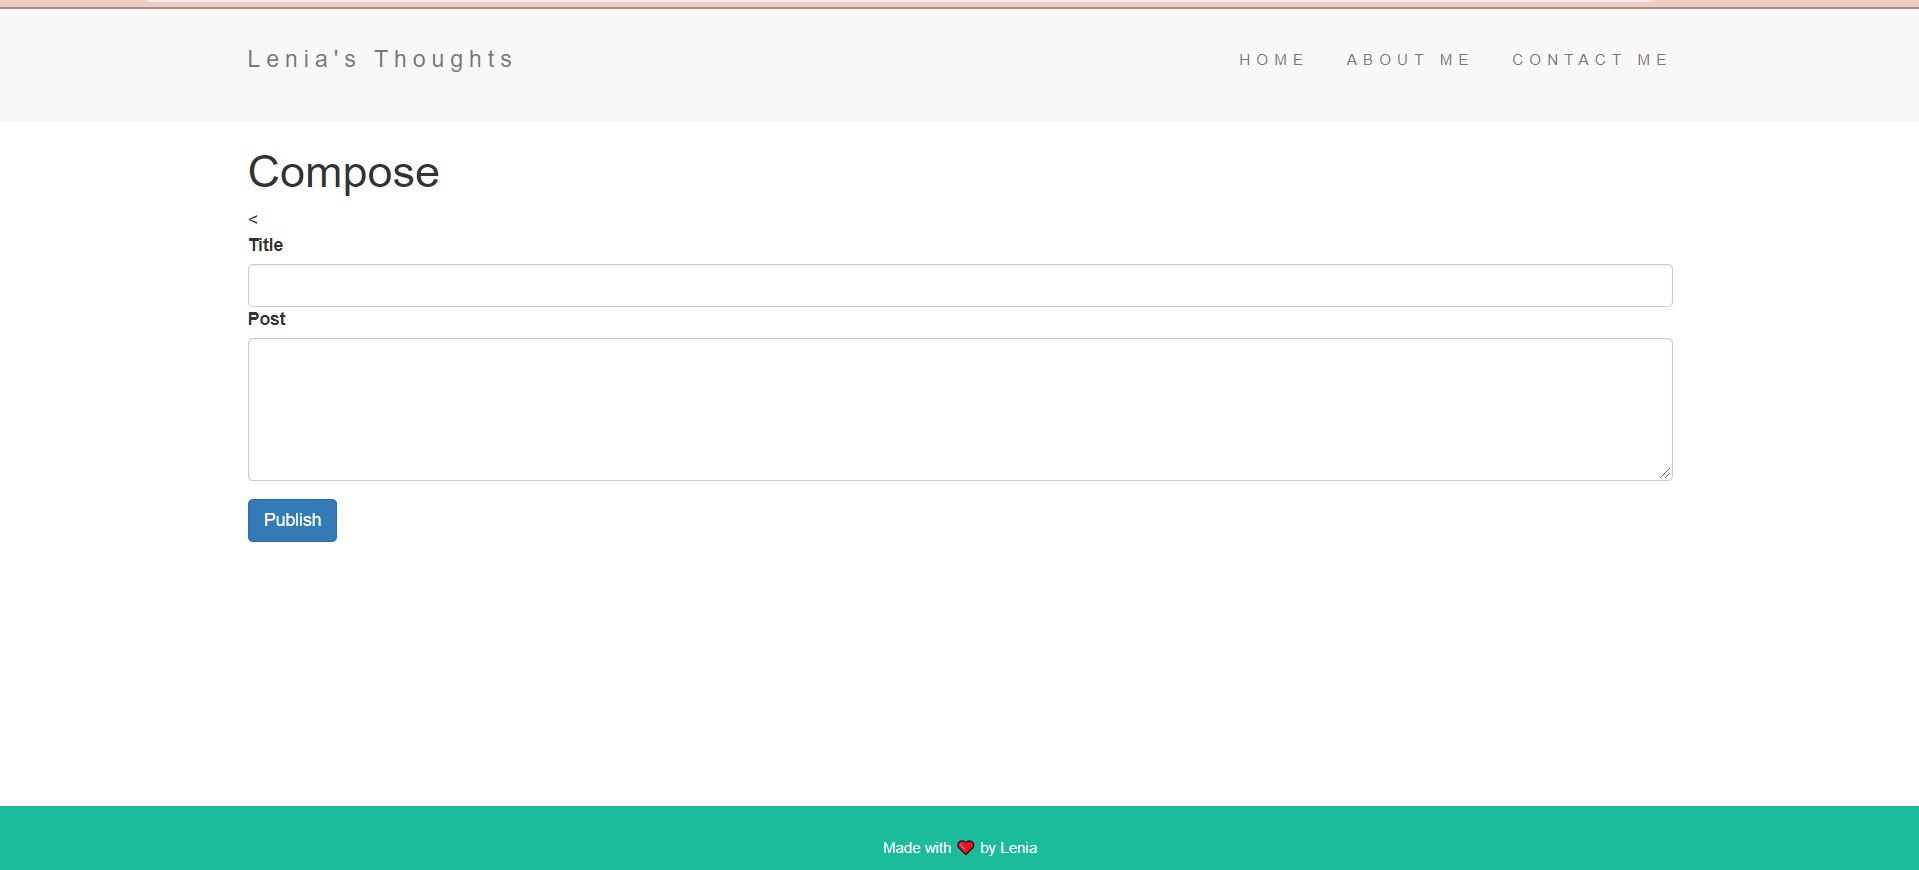 Lenia's Thoughts HOME ABOUT ME CONTACT ME
Compose
<
Title
Post
Publish
Made with ❤️ by Lenia